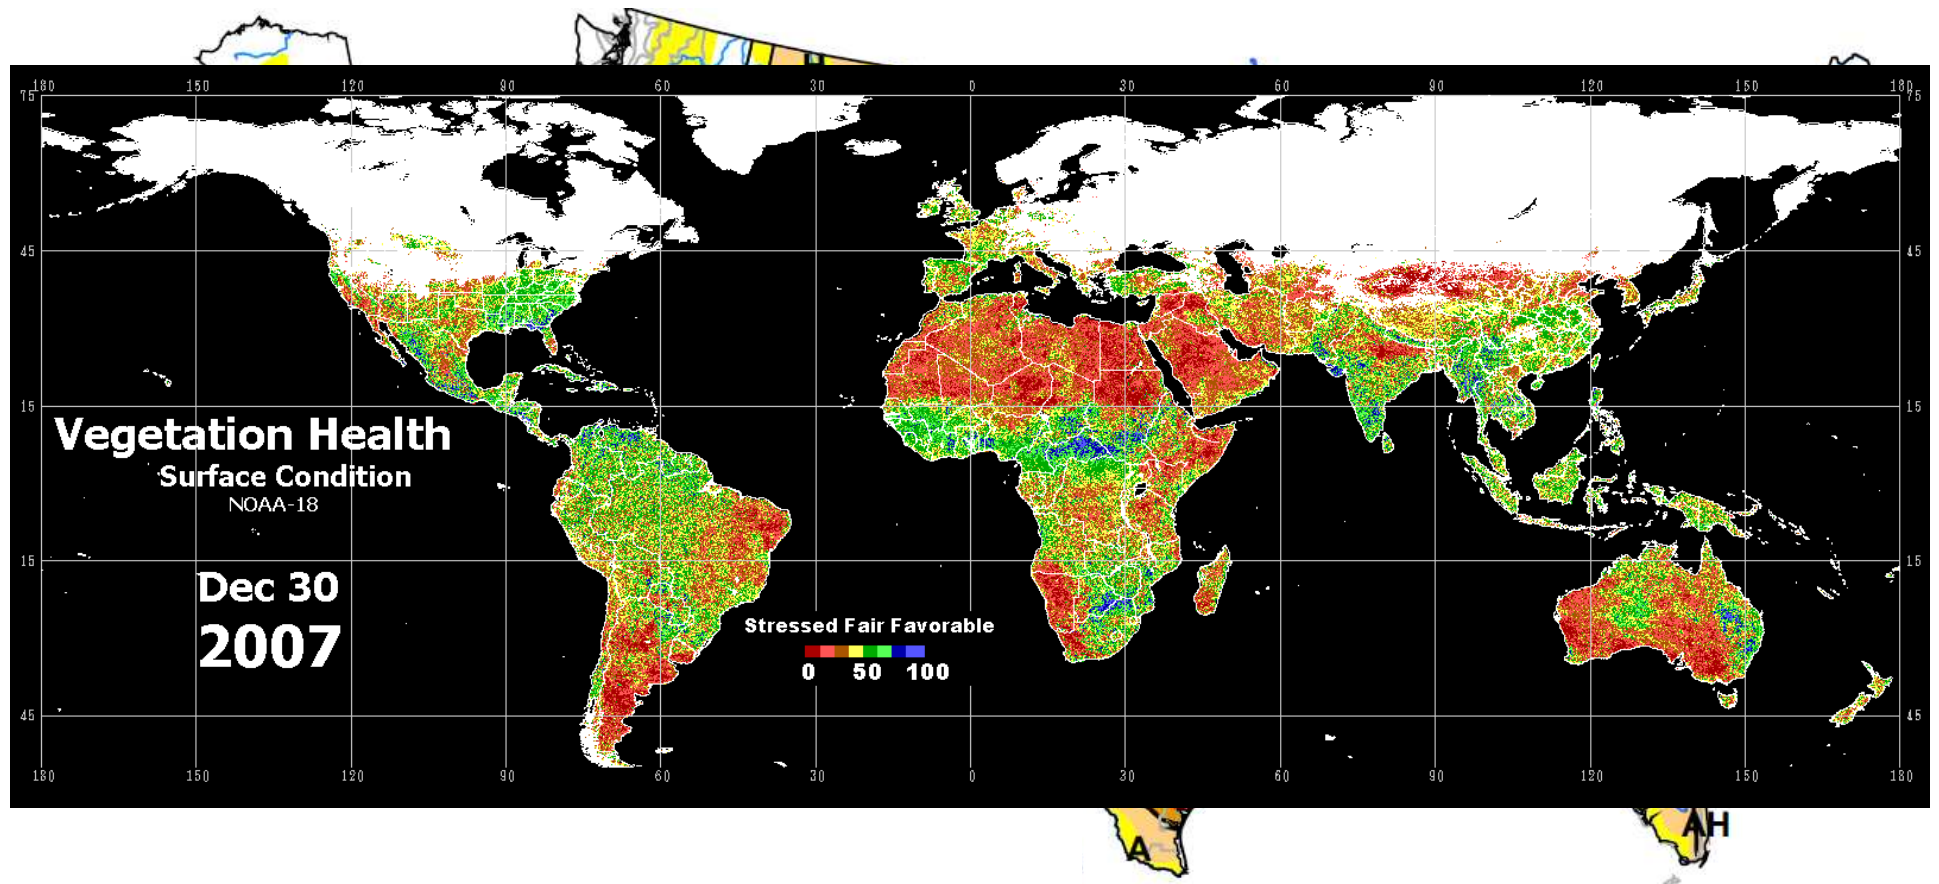 180 150 120 90 60 30 0 30 60 90 120 150 180
75 75
45 45
15 15
Vegetation Health
Surface Condition
NOAA-18
15 15
Dec 30
2007
Stressed Fair Favorable
0 50 100
45 45
180 150 120 90 60 30 0 30 60 90 120 150 180
A
AH